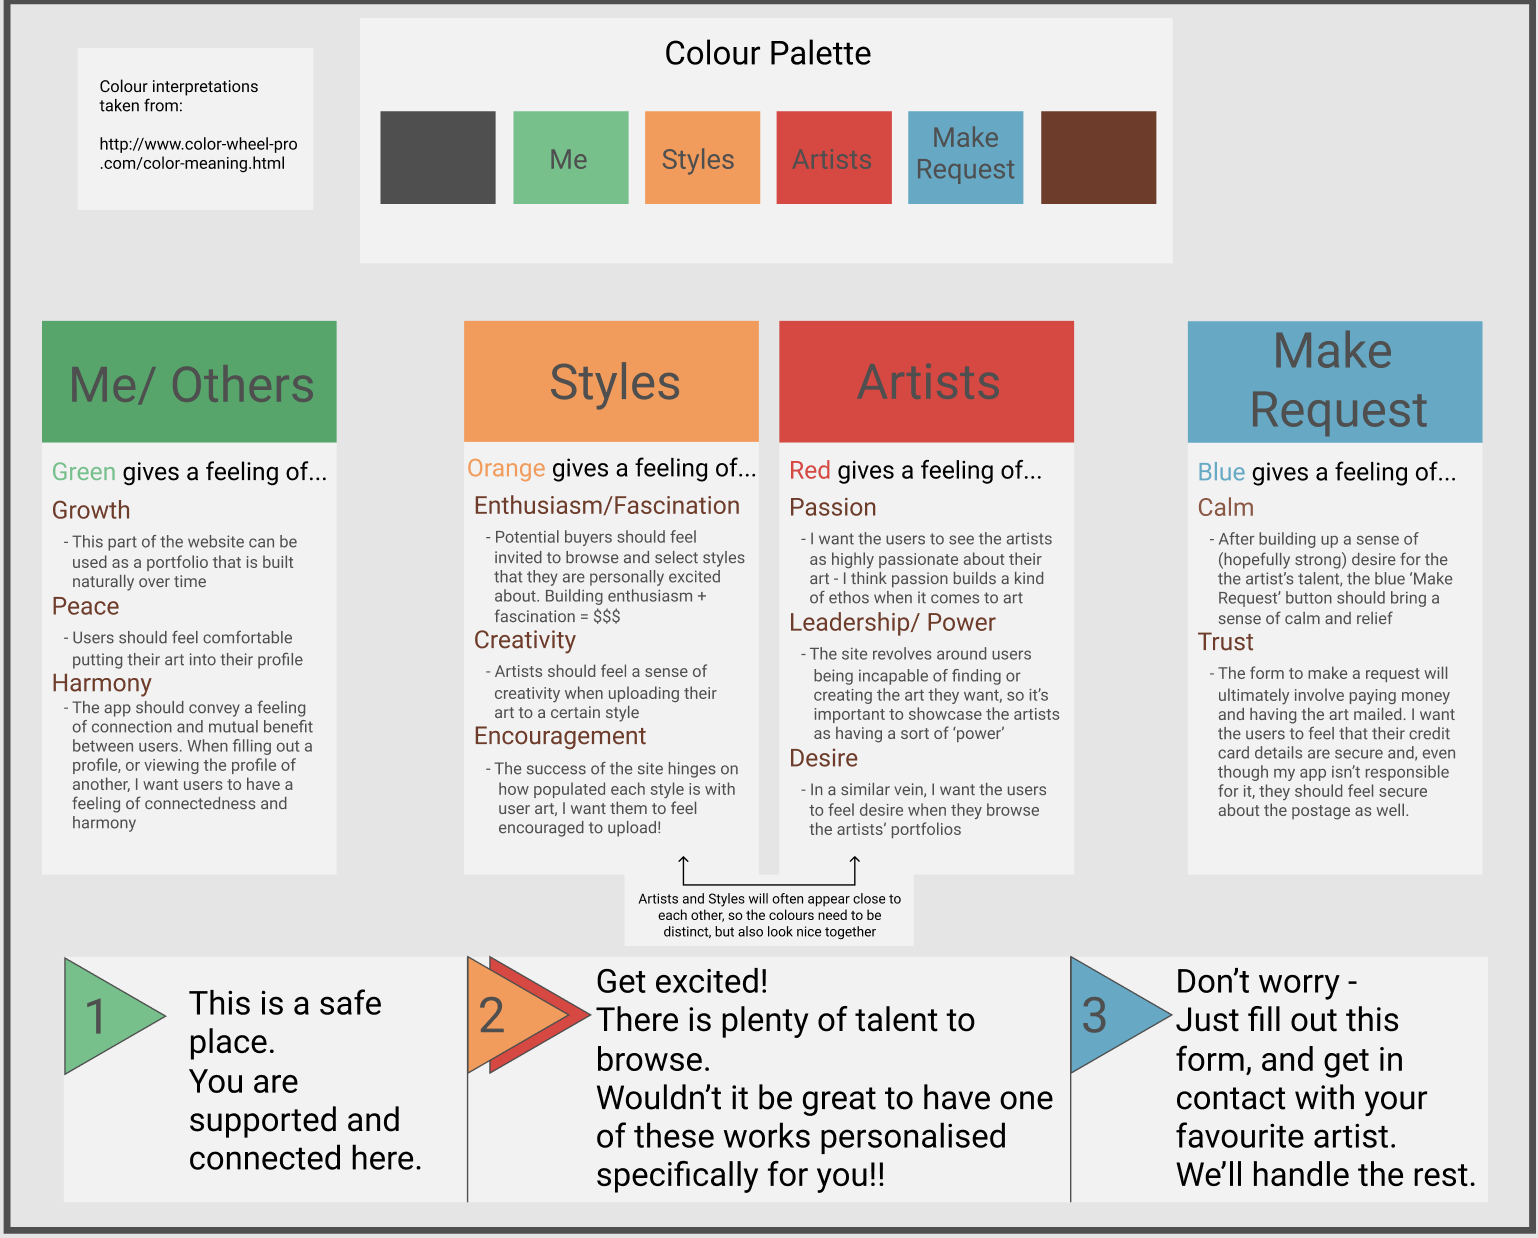 Colour interpretations
taken from:
http://www.color-wheel-pro
.com/color-meaning.html
Colour Palette
Me
Styles
Artists
Make
Request
Me/ Others
Green gives a feeling of...
Growth
- This part of the website can be
used as a portfolio that is built
naturally over time
Peace
- Users should feel comfortable
putting their art into their profile
Harmony
- The app should convey a feeling
of connection and mutual benefit
between users. When filling out a
profile, or viewing the profile of
another, I want users to have a
feeling of connectedness and
harmony
Styles
Orange gives a feeling of...
Enthusiasm/Fascination
- Potential buyers should feel
invited to browse and select styles
that they are personally excited
about. Building enthusiasm +
fascination = $$$
Creativity
- Artists should feel a sense of
creativity when uploading their
art to a certain style
Encouragement
- The success of the site hinges on
how populated each style is with
user art, I want them to feel
encouraged to upload!
Artists
Red gives a feeling of...
Passion
- I want the users to see the artists
as highly passionate about their
art - I think passion builds a kind
of ethos when it comes to art
Leadership/ Power
- The site revolves around users
being incapable of finding or
creating the art they want, so it's
important to showcase the artists
as having a sort of 'power'
Desire
- In a similar vein, I want the users
to feel desire when they browse
the artists' portfolios
Artists and Styles will often appear close to
each other, so the colours need to be
distinct, but also look nice together
Make
Request
Blue gives a feeling of...
Calm
- After building up a sense of
(hopefully strong) desire for the
the artist's talent, the blue 'Make
Request' button should bring a
sense of calm and relief
Trust
- The form to make a request will
ultimately involve paying money
and having the art mailed. I want
the users to feel that their credit
card details are secure and, even
though my app isn't responsible
for it, they should feel secure
about the postage as well.
1
This is a safe
place.
You are
supported and
connected here.
2
Get excited!
There is plenty of talent to
browse.
Wouldn't it be great to have one
of these works personalised
specifically for you!!
3
Don't worry -
Just fill out this
form, and get in
contact with your
favourite artist.
We'll handle the rest.